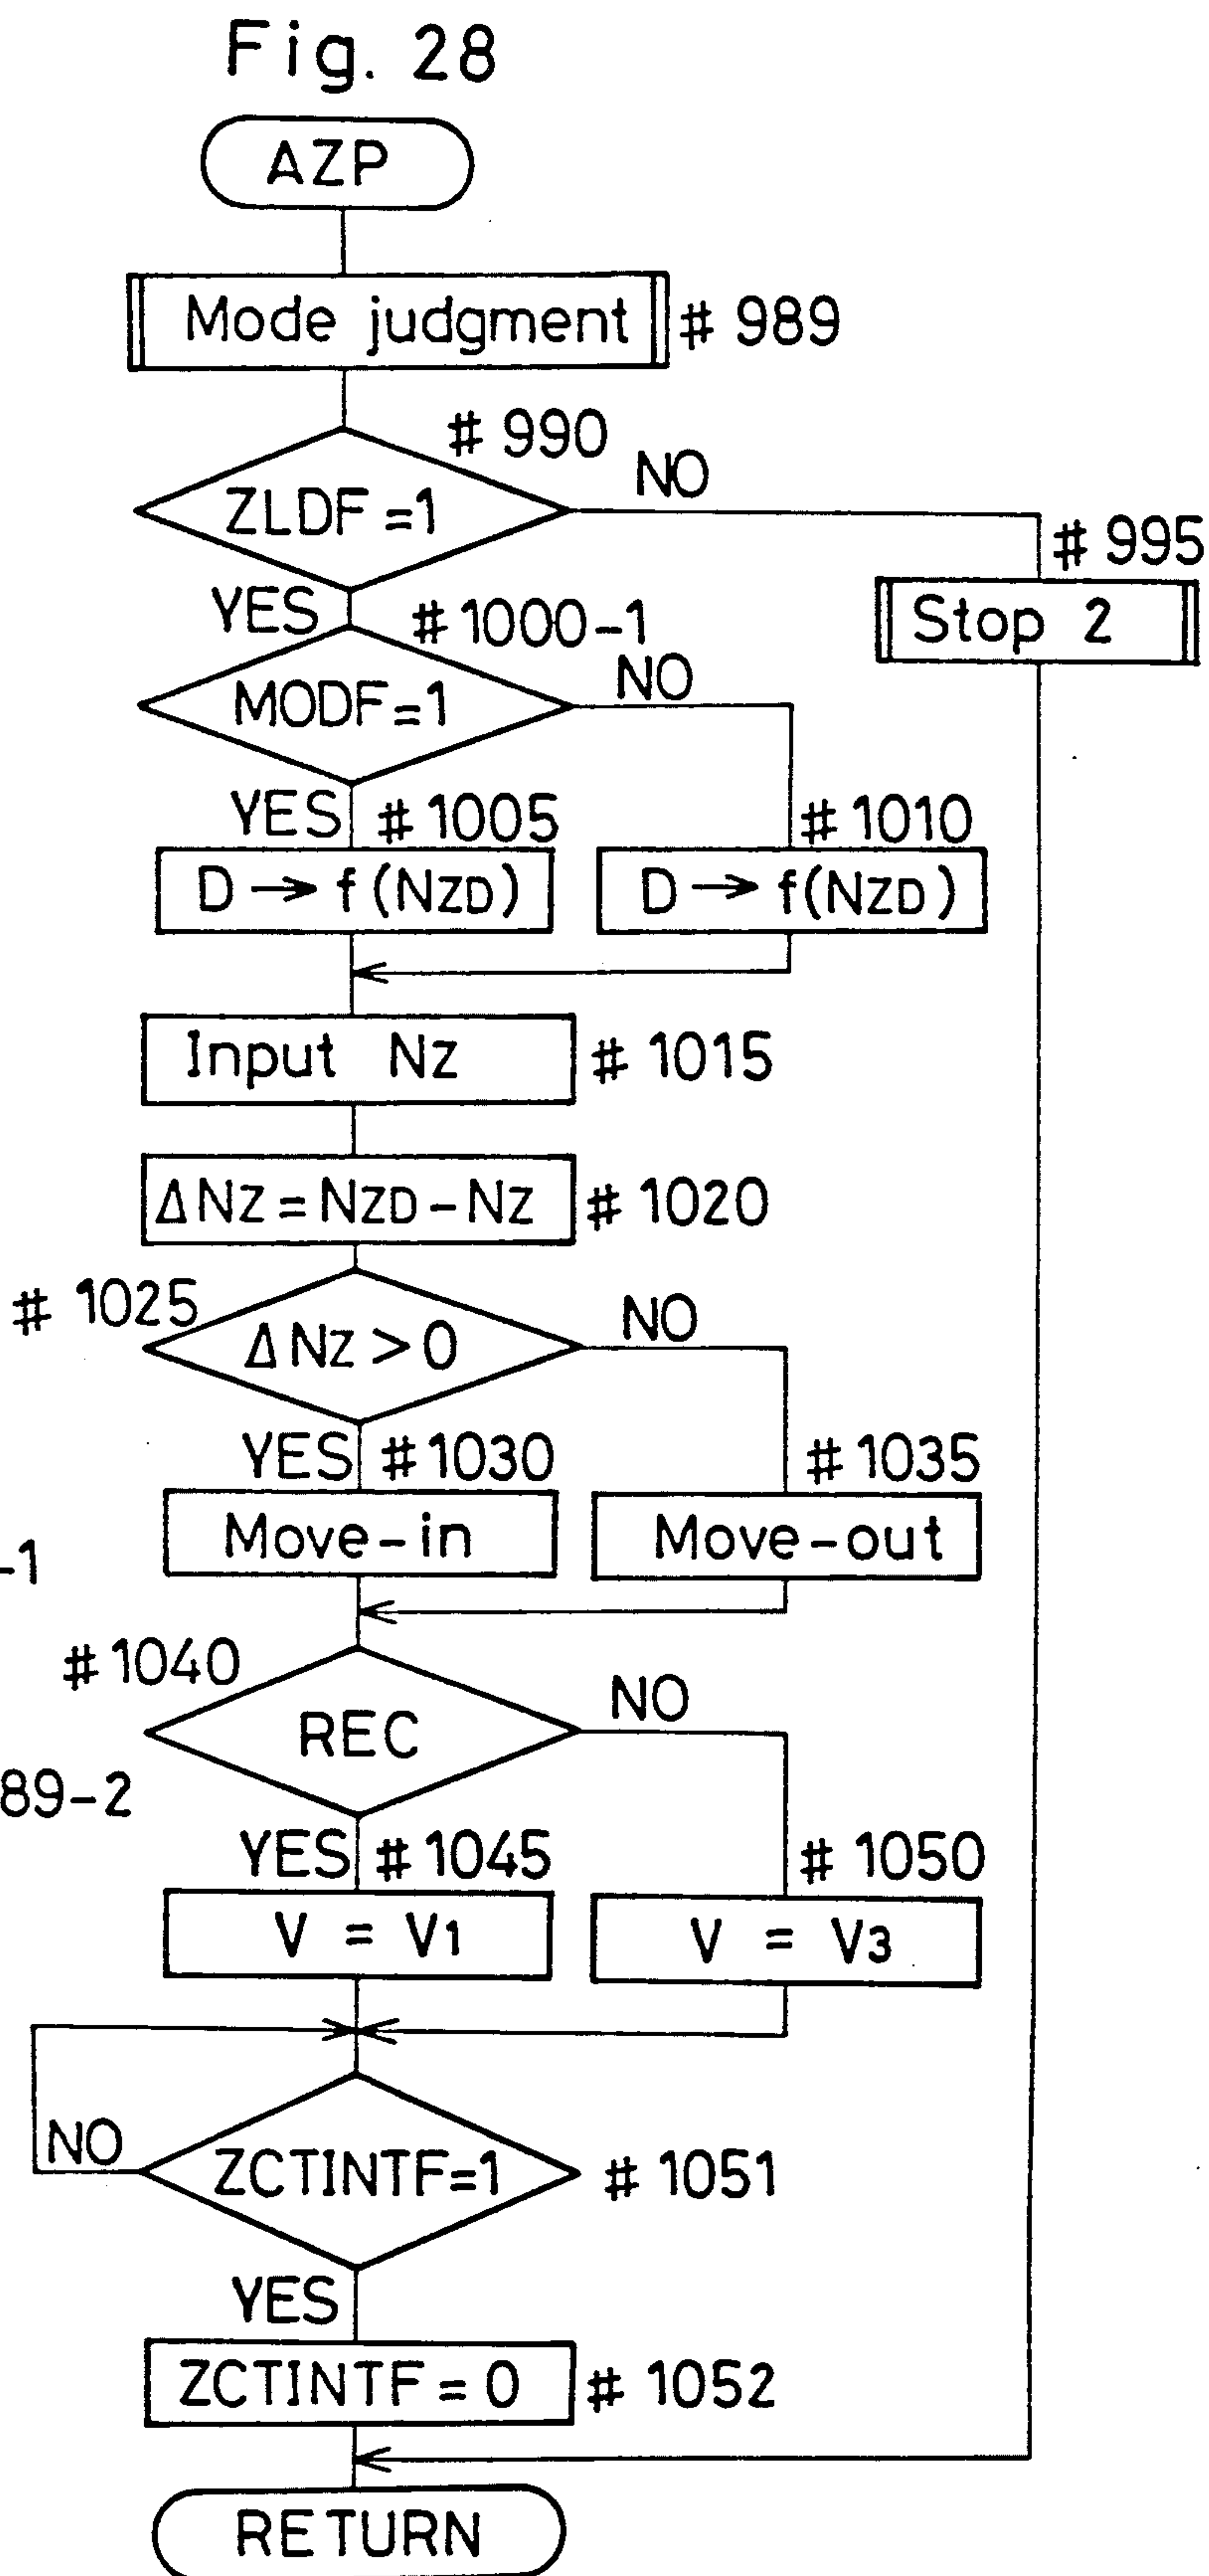 Fig. 28
AZP
Mode judgment # 989
# 990
ZLDF=1 NO
# 995
Stop 2
YES # 1000-1
MODF=1 NO
YES # 1005 # 1010
D→f(NZD) D→f(NZD)
Input NZ # 1015
ΔNZ=NZD-NZ # 1020
# 1025
ΔNZ>0 NO
YES # 1030 # 1035
Move-in Move-out
-1
# 1040
REC NO
89-2
YES # 1045 # 1050
V = V1 V = V3
NO ZCTINTF=1 # 1051
YES
ZCTINTF=0 # 1052
RETURN